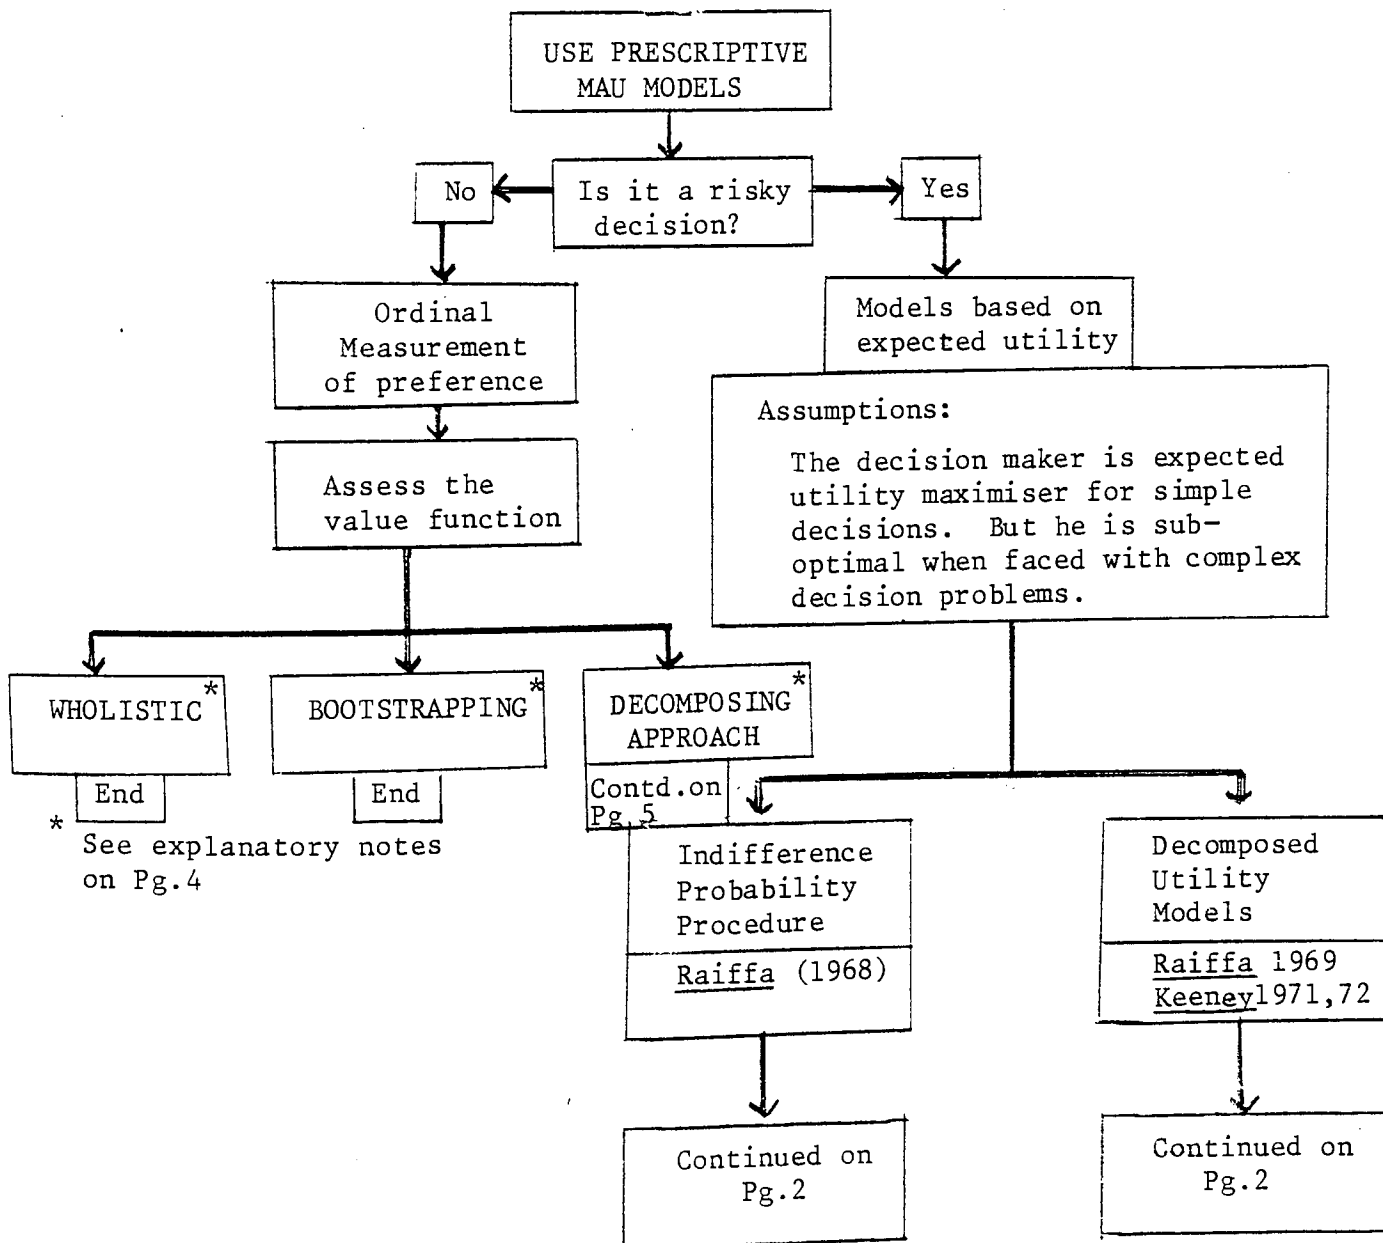 USE PRESCRIPTIVE
MAU MODELS
No
Is it a risky
decision?
Yes
Ordinal
Measurement
of preference
Models based on
expected utility
Assess the
value function
Assumptions:
The decision maker is expected
utility maximiser for simple
decisions. But he is sub-
optimal when faced with complex
decision problems.
WHOLISTIC*
End
BOOTSTRAPPING*
End
DECOMPOSING*
APPROACH
Contd.on
Pg.5
* See explanatory notes
on Pg.4
Indifference
Probability
Procedure
Raiffa (1968)
Decomposed
Utility
Models
Raiffa 1969
Keeney1971,72
Continued on
Pg.2
Continued on
Pg.2